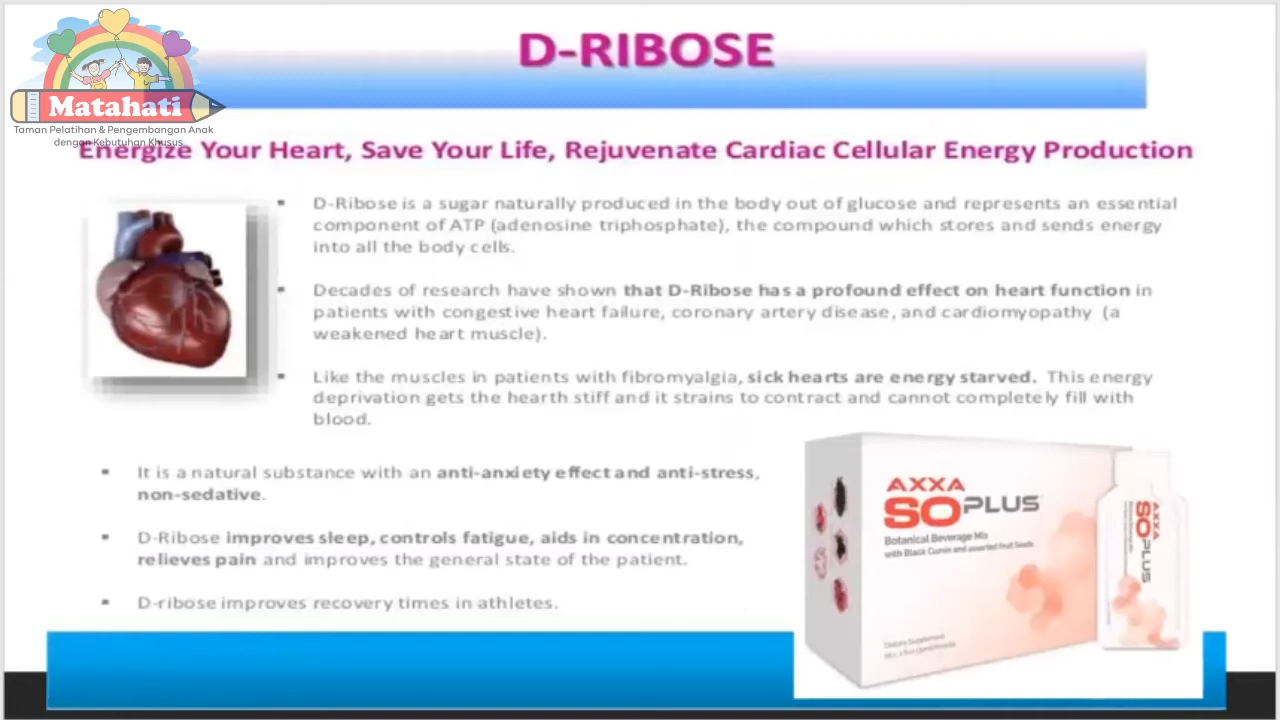 D-RIBOSE
Matahati
Taman Pelatihan & Pengembangan Anak
dengan Kebutuhan Khusus
Energize Your Heart, Save Your Life, Rejuvenate Cardiac Cellular Energy Production
▪ D-Ribose is a sugar naturally produced in the body out of glucose and represents an essential
component of ATP (adenosine triphosphate), the compound which stores and sends energy
into all the body cells.
▪ Decades of research have shown that D-Ribose has a profound effect on heart function in
patients with congestive heart failure, coronary artery disease, and cardiomyopathy (a
weakened heart muscle).
▪ Like the muscles in patients with fibromyalgia, sick hearts are energy starved. This energy
deprivation gets the hearth stiff and it strains to contract and cannot completely fill with
blood.
▪ It is a natural substance with an anti-anxiety effect and anti-stress,
non-sedative.
▪ D-Ribose improves sleep, controls fatigue, aids in concentration,
relieves pain and improves the general state of the patient.
▪ D-ribose improves recovery times in athletes.
AXXA
SOPLUS
Botanical Beverage Mix
with Black Cumin and assorted Fruit Seeds
Dietary Supplement
AXXA
SOPLUS